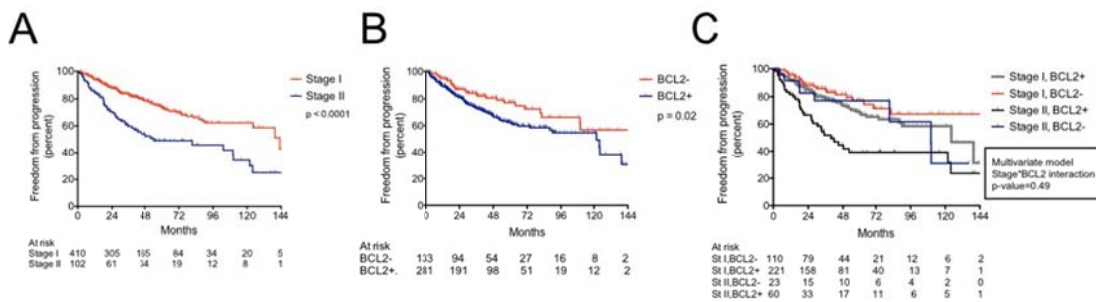 A
B
C
Freedom from progression
(percent)
100
80
60
40
20
0
0 24 48 72 96 120 144
Months
Stage I
Stage II
p < 0.0001
At risk
Stage I 410 305 165 84 34 20 5
Stage II 102 61 34 19 12 8 1
Freedom from progression
(percent)
100
80
60
40
20
0
0 24 48 72 96 120 144
Months
BCL2-
BCL2+
p = 0.02
At risk
BCL2- 133 94 54 27 16 8 2
BCL2+. 281 191 98 51 19 12 2
Freedom from progression
(percent)
100
80
60
40
20
0
0 24 48 72 96 120 144
Months
Stage I, BCL2+
Stage I, BCL2-
Stage II, BCL2+
Stage II, BCL2-
Multivariate model
Stage*BCL2 interaction
p-value=0.49
At risk
St I,BCL2- 110 79 44 21 12 6 2
St I,BCL2+ 221 158 81 40 13 7 1
St II,BCL2- 23 15 10 6 4 2 0
St II,BCL2+ 60 33 17 11 6 5 1